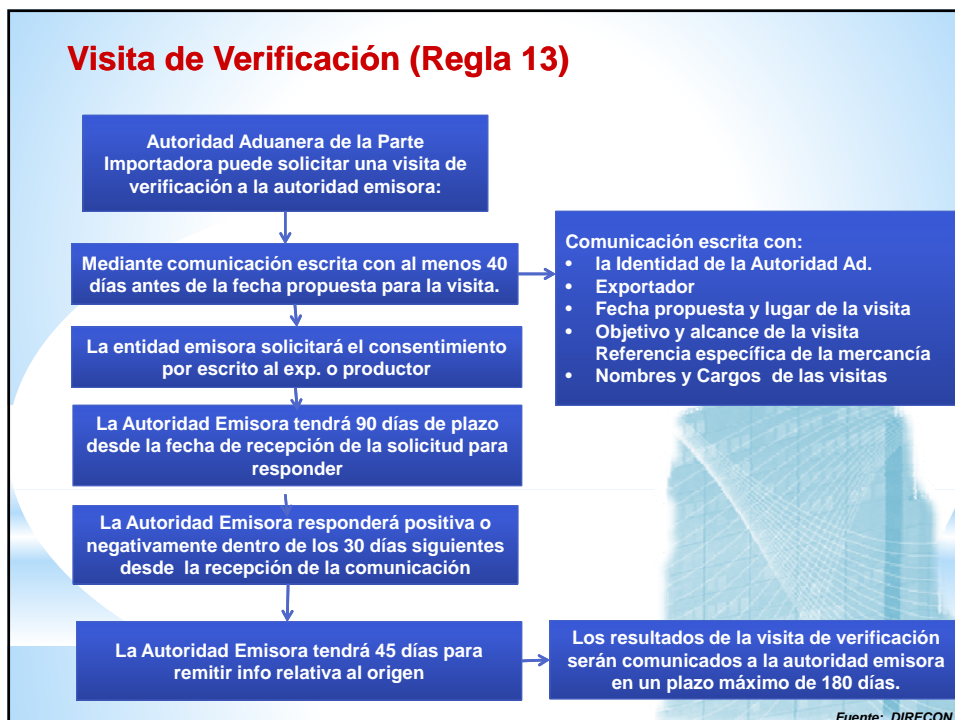 Visita de Verificación (Regla 13)
Autoridad Aduanera de la Parte
Importadora puede solicitar una visita de
verificación a la autoridad emisora:
Mediante comunicación escrita con al menos 40
días antes de la fecha propuesta para la visita.
Comunicación escrita con:
• la Identidad de la Autoridad Ad.
• Exportador
• Fecha propuesta y lugar de la visita
• Objetivo y alcance de la visita
Referencia específica de la mercancía
• Nombres y Cargos de las visitas
La entidad emisora solicitará el consentimiento
por escrito al exp. o productor
La Autoridad Emisora tendrá 90 días de plazo
desde la fecha de recepción de la solicitud para
responder
La Autoridad Emisora responderá positiva o
negativamente dentro de los 30 días siguientes
desde la recepción de la comunicación
La Autoridad Emisora tendrá 45 días para
remitir info relativa al origen
Los resultados de la visita de verificación
serán comunicados a la autoridad emisora
en un plazo máximo de 180 días.
Fuente: DIRECON